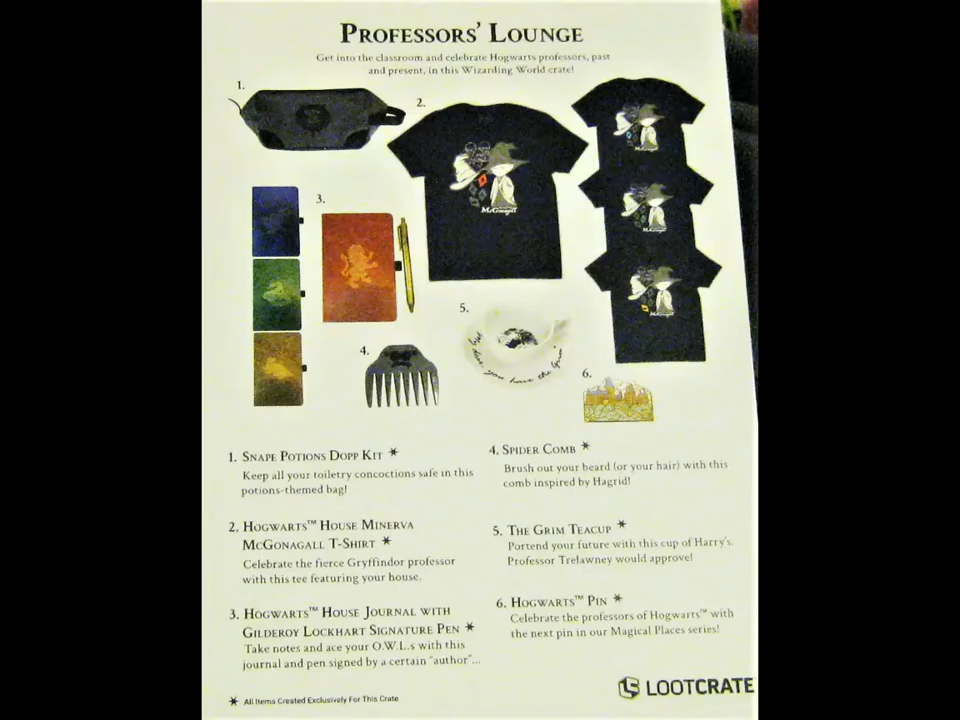 PROFESSORS' LOUNGE
Get into the classroom and celebrate Hogwarts professors, past
and present, in this Wizarding World crate!
1.
2.
McGonagall
McGonagall
McGonagall
McGonagall
3.
4.
5.
you have the Grim
6.
1. SNAPE POTIONS DOPP KIT *
Keep all your toiletry concoctions safe in this
potions-themed bag!
2. HOGWARTS™ HOUSE MINERVA
MCGONAGALL T-SHIRT *
Celebrate the fierce Gryffindor professor
with this tee featuring your house.
3. HOGWARTS™ HOUSE JOURNAL WITH
GILDEROY LOCKHART SIGNATURE PEN *
Take notes and ace your O.W.L.s with this
journal and pen signed by a certain "author"...
4. SPIDER COMB *
Brush out your beard (or your hair) with this
comb inspired by Hagrid!
5. THE GRIM TEACUP *
Portend your future with this cup of Harry's.
Professor Trelawney would approve!
6. HOGWARTS™ PIN *
Celebrate the professors of Hogwarts™ with
the next pin in our Magical Places series!
* All Items Created Exclusively For This Crate
LOOTCRATE